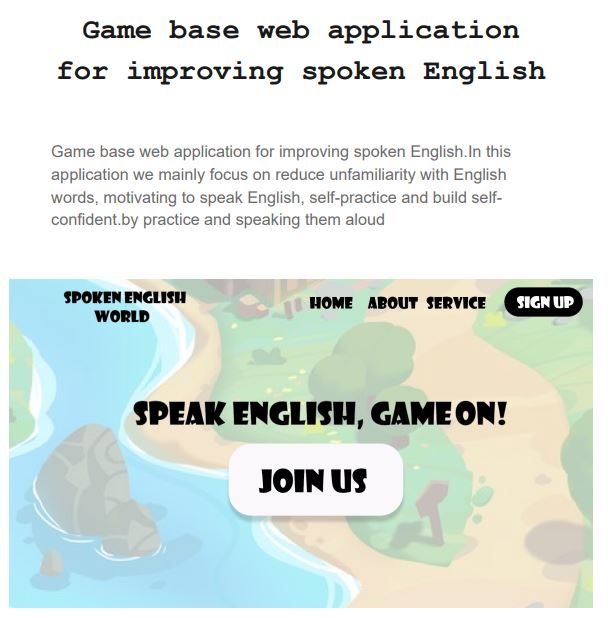 Game base web application
for improving spoken English
Game base web application for improving spoken English.In this
application we mainly focus on reduce unfamiliarity with English
words, motivating to speak English, self-practice and build self-
confident.by practice and speaking them aloud
SPOKEN ENGLISH
WORLD
HOME ABOUT SERVICE SIGN UP
SPEAK ENGLISH, GAME ON!
JOIN US